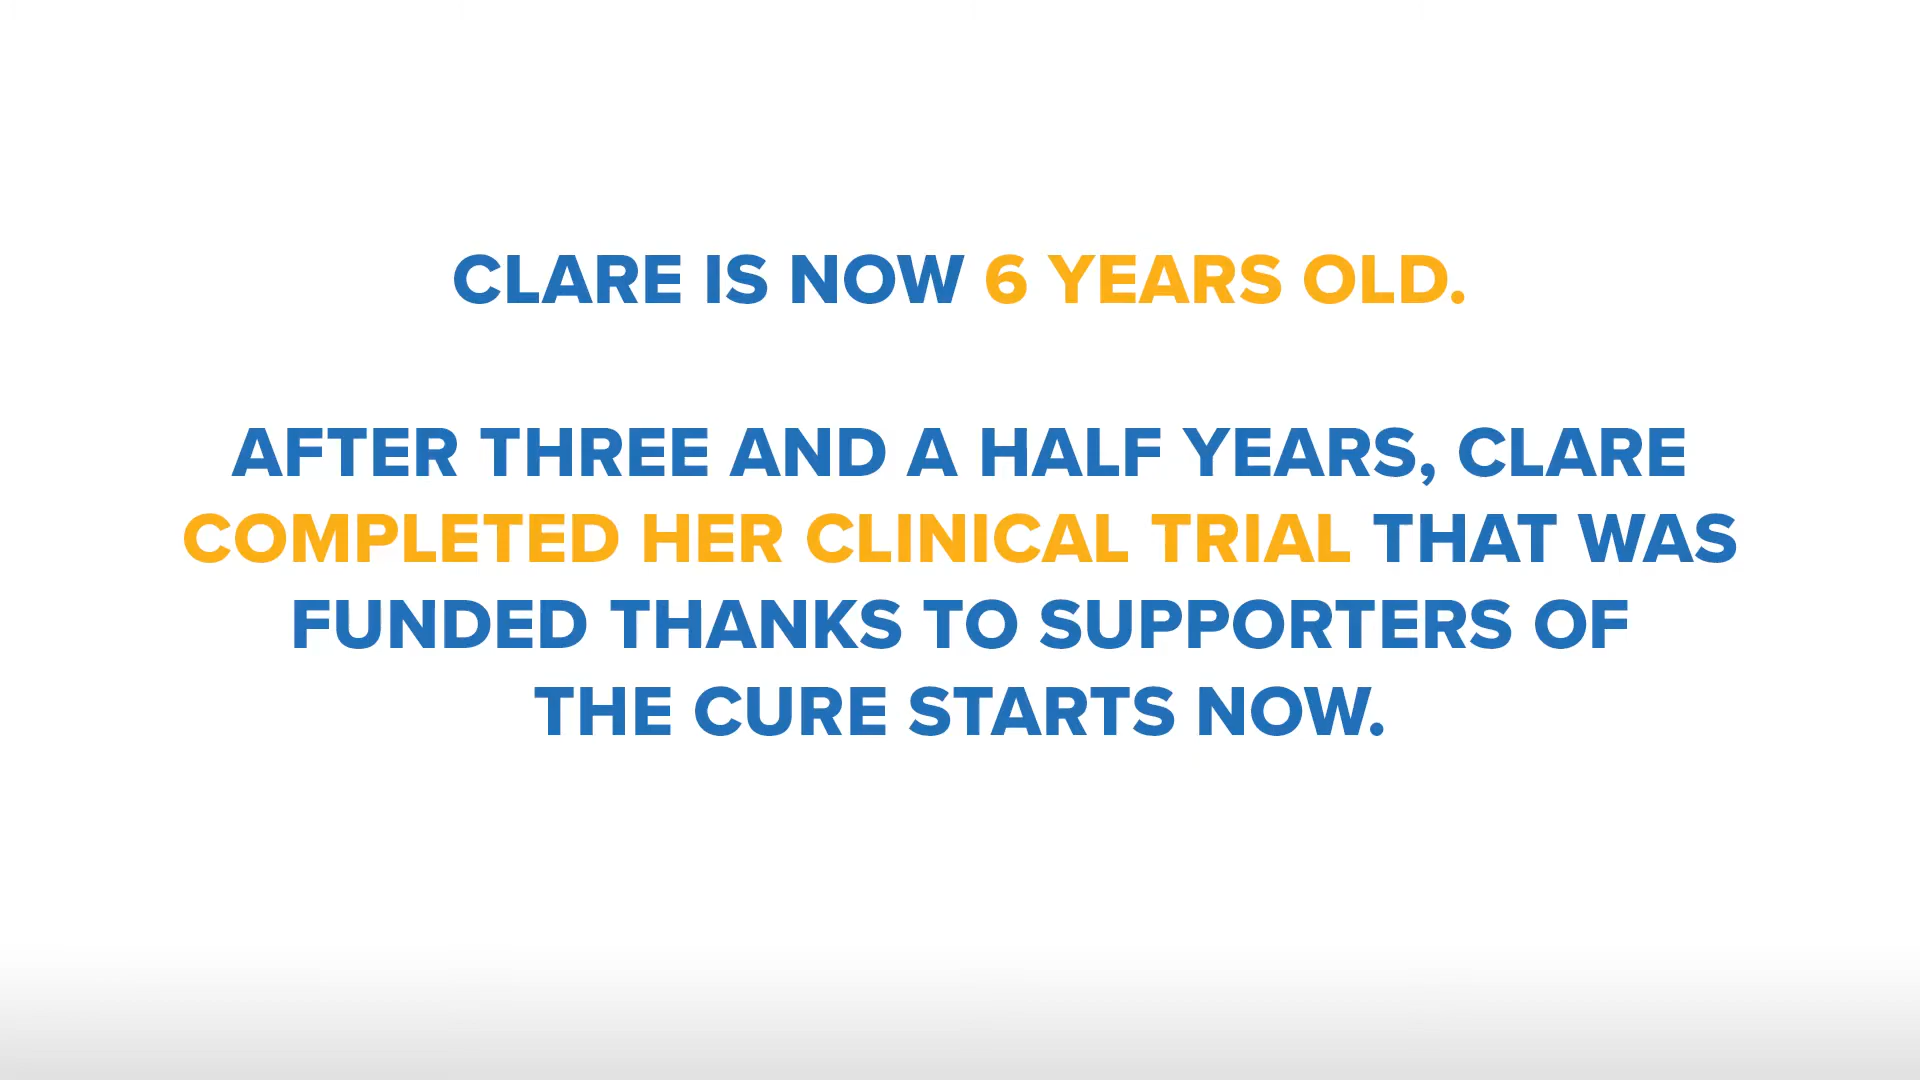 CLARE IS NOW 6 YEARS OLD.
AFTER THREE AND A HALF YEARS, CLARE
COMPLETED HER CLINICAL TRIAL THAT WAS
FUNDED THANKS TO SUPPORTERS OF
THE CURE STARTS NOW.